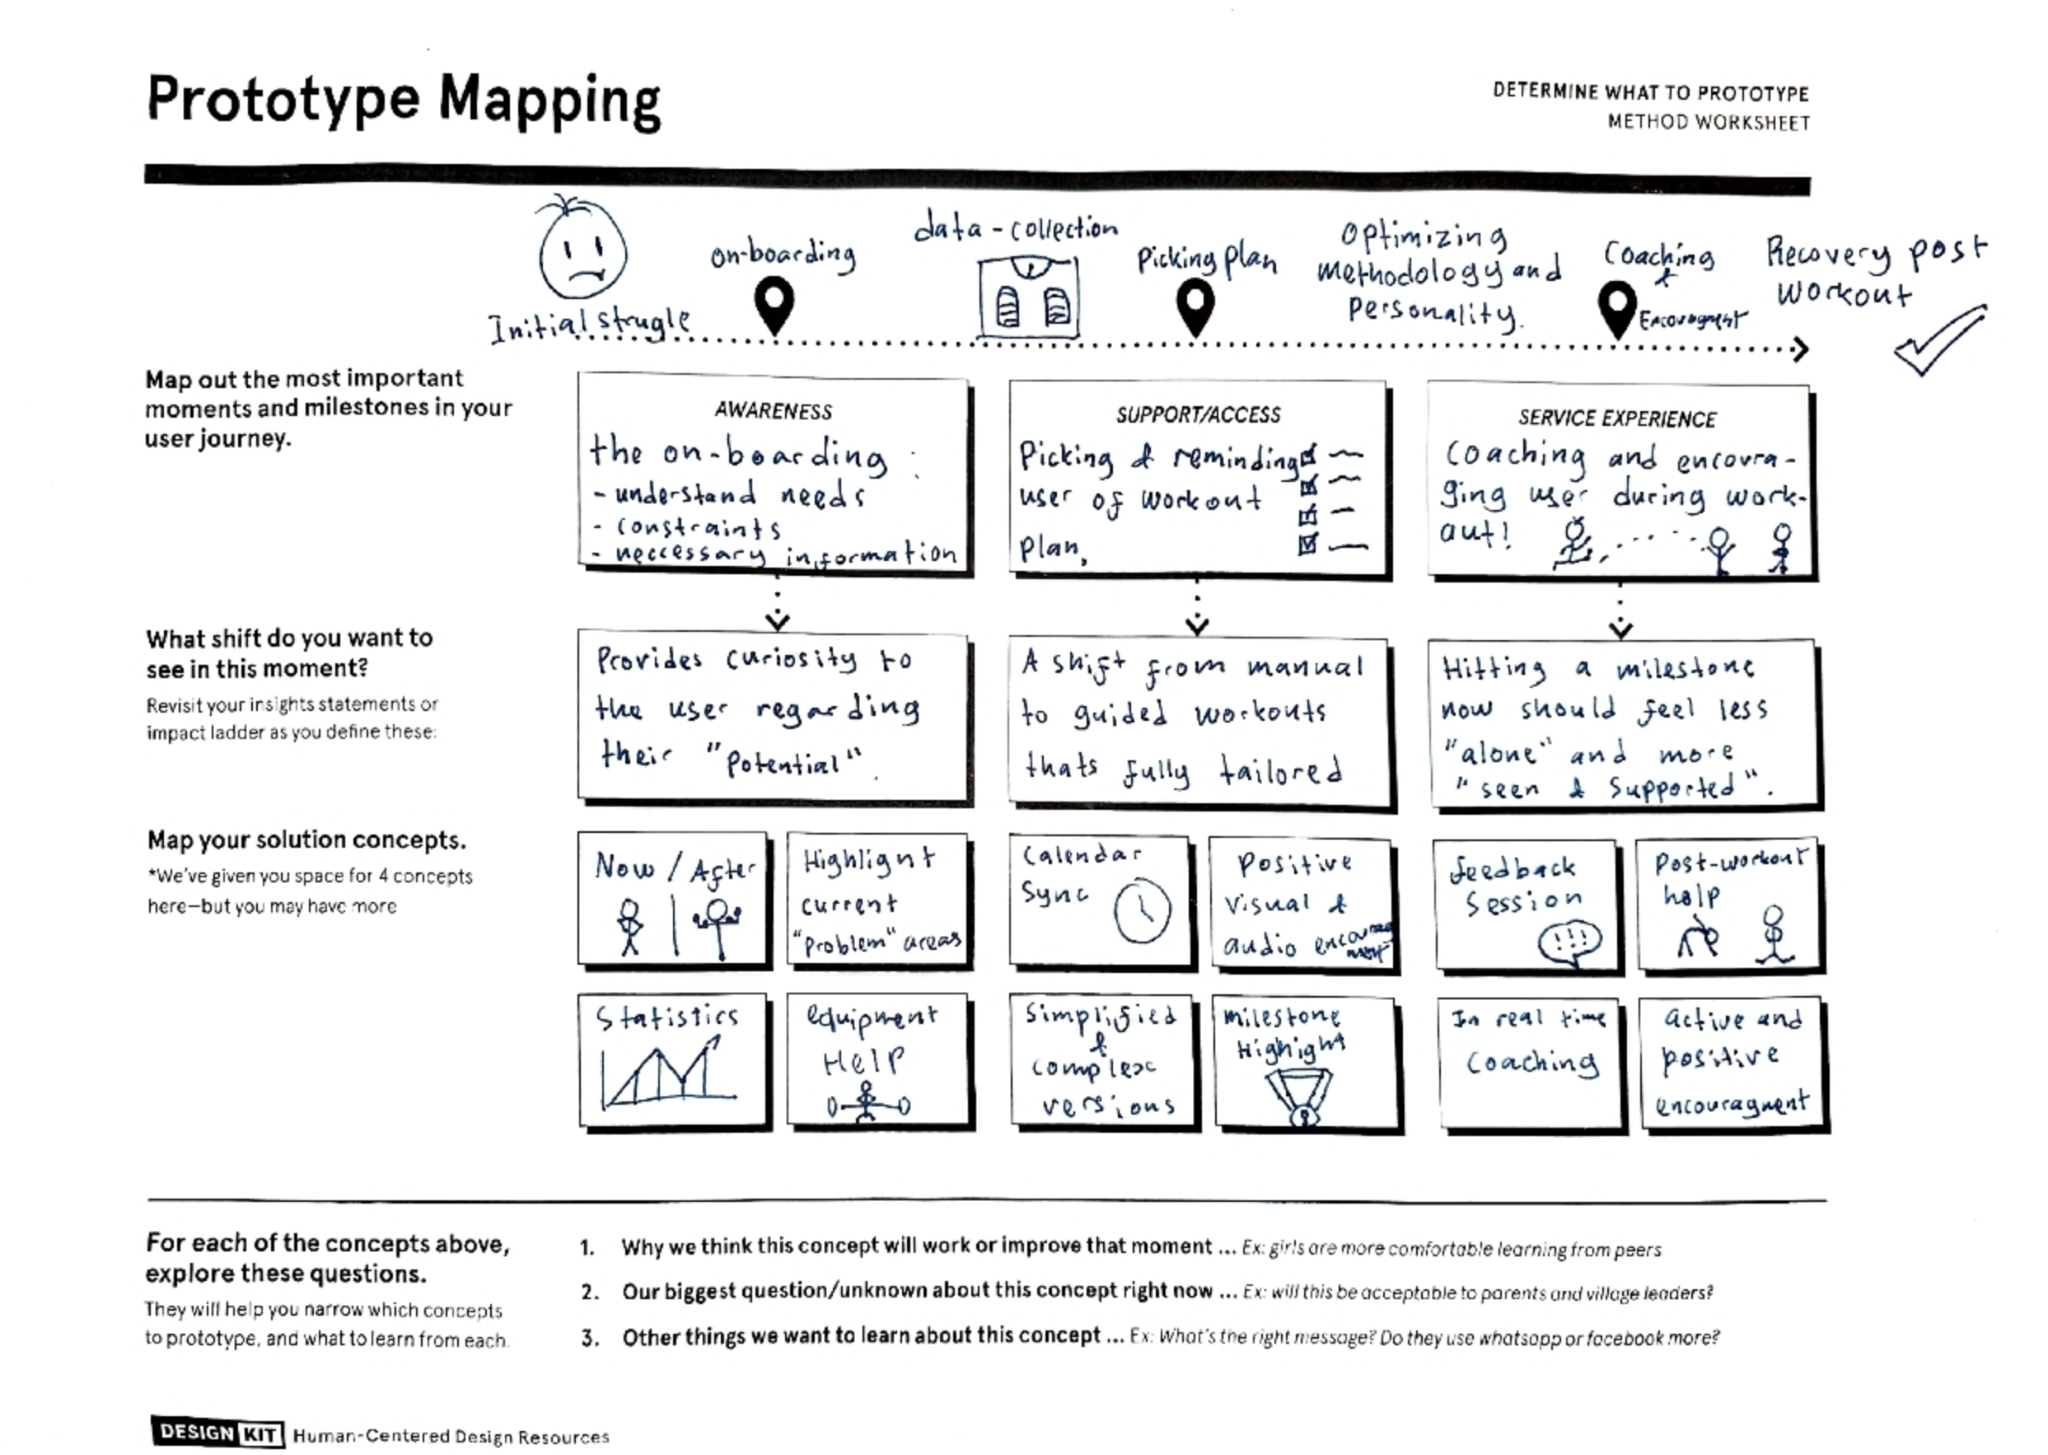 Prototype Mapping
DETERMINE WHAT TO PROTOTYPE
METHOD WORKSHEET
Initial strugle
on-boarding
data-collection
Picking plan
Optimizing
methodology and
Personality.
Coaching
&
Encouragment
Recovery post
workout
Map out the most important
moments and milestones in your
user journey.
AWARENESS
the on-boarding :
- understand needs
- constraints
- neccessary information
SUPPORT/ACCESS
Picking & reminding
user of workout
plan,
SERVICE EXPERIENCE
Coaching and encoura-
ging user during work-
out!
What shift do you want to
see in this moment?
Revisit your insights statements or
impact ladder as you define these:
Provides curiosity to
the user regarding
their "Potential".
A shift from manual
to guided workouts
thats fully tailored
Hitting a milestone
now should feel less
"alone" and more
"seen & supported".
Map your solution concepts.
*We've given you space for 4 concepts
here—but you may have more
Now / After
Highlight
current
"Problem" areas
Calendar
Sync
Positive
visual &
audio encourag
ment
feedback
Session
!!!
Post-workout
help
Statistics
equipment
HELP
Simplified
&
complex
versions
milestone
Highight
In real time
Coaching
Active and
positive
encouragment
For each of the concepts above,
explore these questions.
They will help you narrow which concepts
to prototype, and what to learn from each.
1. Why we think this concept will work or improve that moment ... Ex: girls are more comfortable learning from peers
2. Our biggest question/unknown about this concept right now ... Ex: will this be acceptable to parents and village leaders?
3. Other things we want to learn about this concept ... Ex: What's the right message? Do they use whatsapp or facebook more?
DESIGN KIT Human-Centered Design Resources